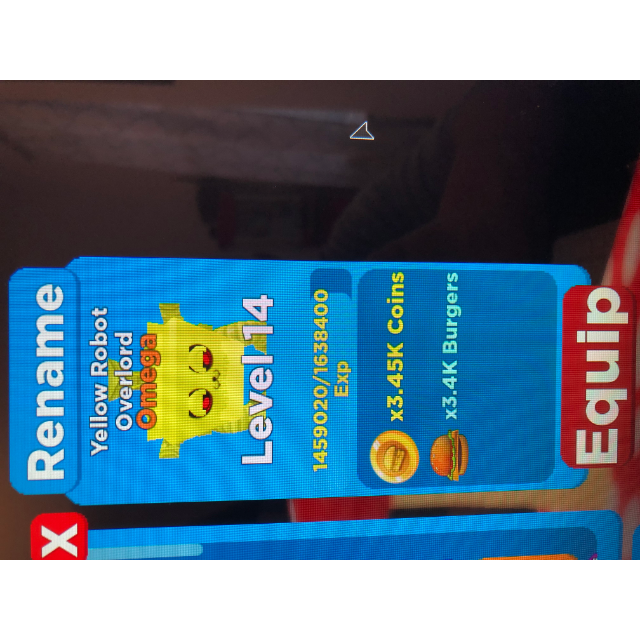 Rename
Yellow Robot
Overlord
Omega
Level 14
1459020/1638400
Exp
x3.45K Coins
x3.4K Burgers
Equip
X